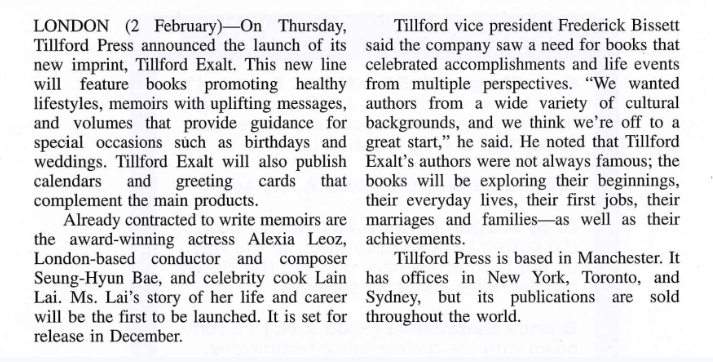 LONDON (2 February)—On Thursday,
Tillford Press announced the launch of its
new imprint, Tillford Exalt. This new line
will feature books promoting healthy
lifestyles, memoirs with uplifting messages,
and volumes that provide guidance for
special occasions such as birthdays and
weddings. Tillford Exalt will also publish
calendars and greeting cards that
complement the main products.
Already contracted to write memoirs are
the award-winning actress Alexia Leoz,
London-based conductor and composer
Seung-Hyun Bae, and celebrity cook Lain
Lai. Ms. Lai's story of her life and career
will be the first to be launched. It is set for
release in December.
Tillford vice president Frederick Bissett
said the company saw a need for books that
celebrated accomplishments and life events
from multiple perspectives. “We wanted
authors from a wide variety of cultural
backgrounds, and we think we're off to a
great start,” he said. He noted that Tillford
Exalt's authors were not always famous; the
books will be exploring their beginnings,
their everyday lives, their first jobs, their
marriages and families—as well as their
achievements.
Tillford Press is based in Manchester. It
has offices in New York, Toronto, and
Sydney, but its publications are sold
throughout the world.